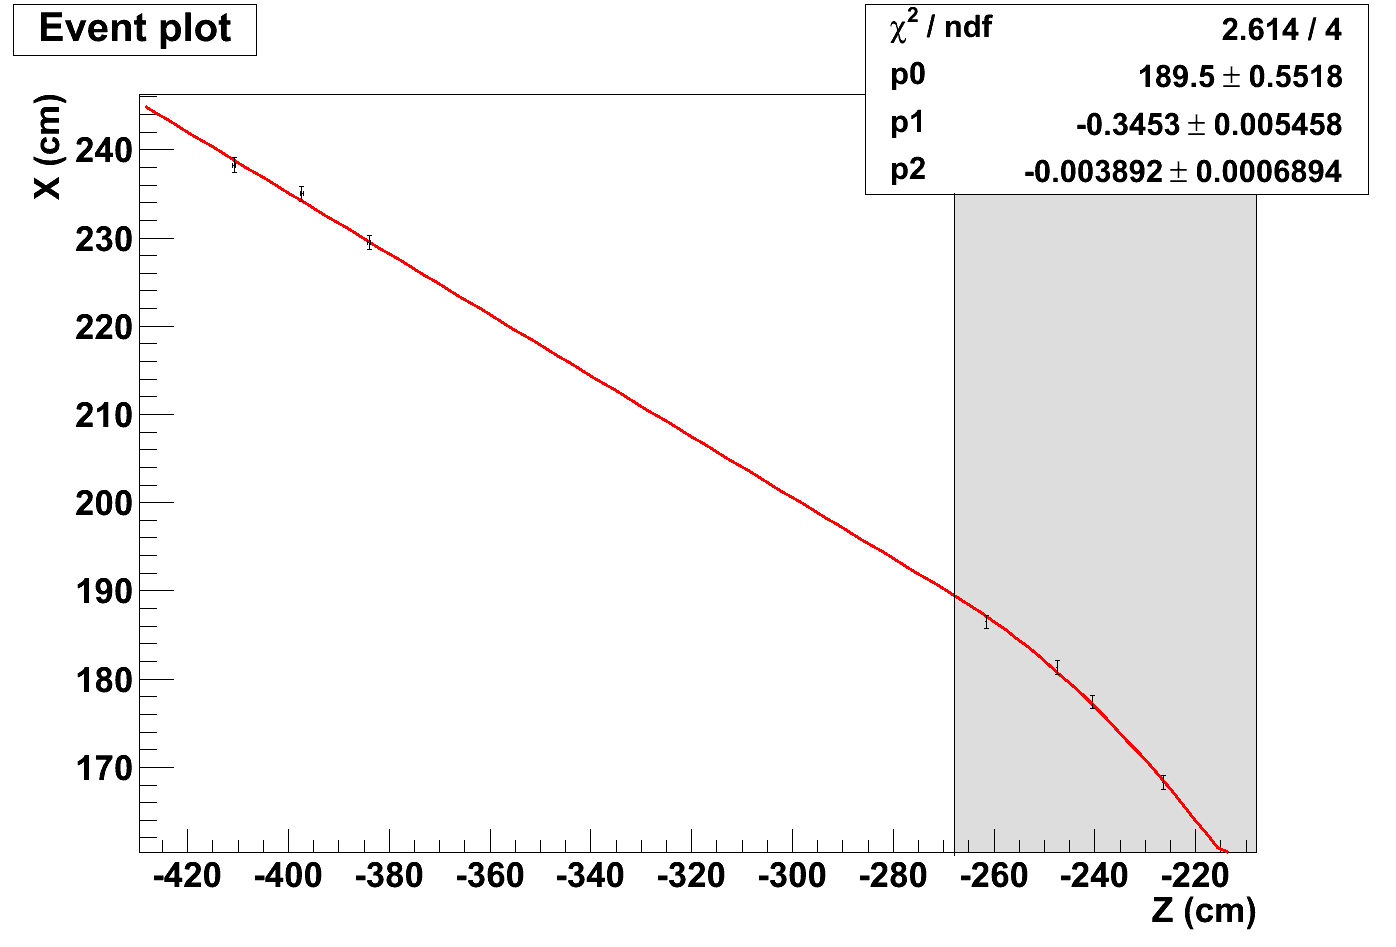 Event plot
χ² / ndf 2.614 / 4
p0 189.5 ± 0.5518
p1 -0.3453 ± 0.005458
p2 -0.003892 ± 0.0006894
X (cm)
240
230
220
210
200
190
180
170
-420 -400 -380 -360 -340 -320 -300 -280 -260 -240 -220
Z (cm)